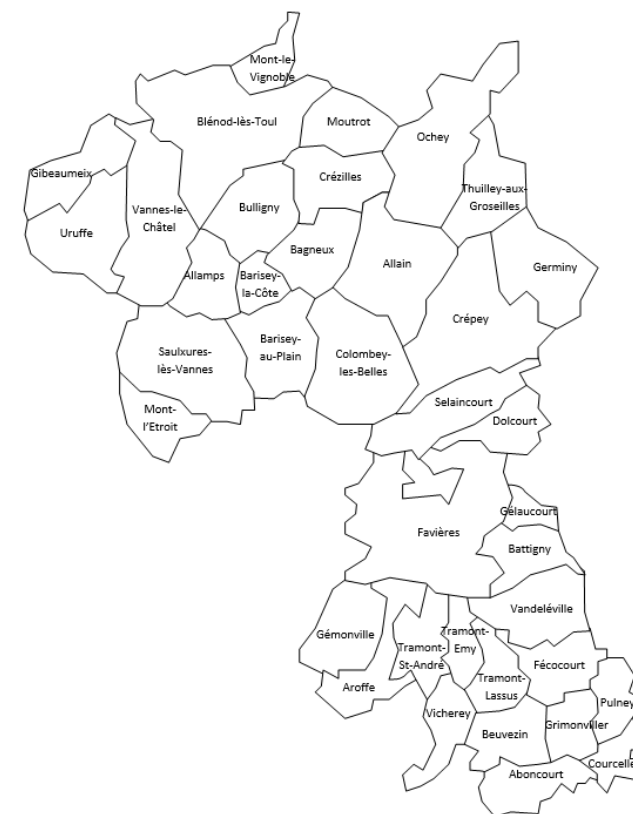 Mont-le-
Vignoble
Blénod-lès-Toul
Moutrot
Ochey
Gibeaumeix
Crézilles
Thuilley-aux-
Groseilles
Vannes-le-
Châtel
Bulligny
Uruffe
Bagneux
Allain
Germiny
Allamps
Barisey-
la-Côte
Crépey
Saulxures-
lès-Vannes
Barisey-
au-Plain
Colombey-
les-Belles
Selaincourt
Mont-
l'Etroit
Dolcourt
Gélaucourt
Favières
Battigny
Vandeléville
Gémonville
Tramont-
Emy
Tramont-
St-André
Fécocourt
Tramont-
Lassus
Aroffe
Pulney
Vicherey
Grimonviller
Beuvezin
Courcelle
Aboncourt